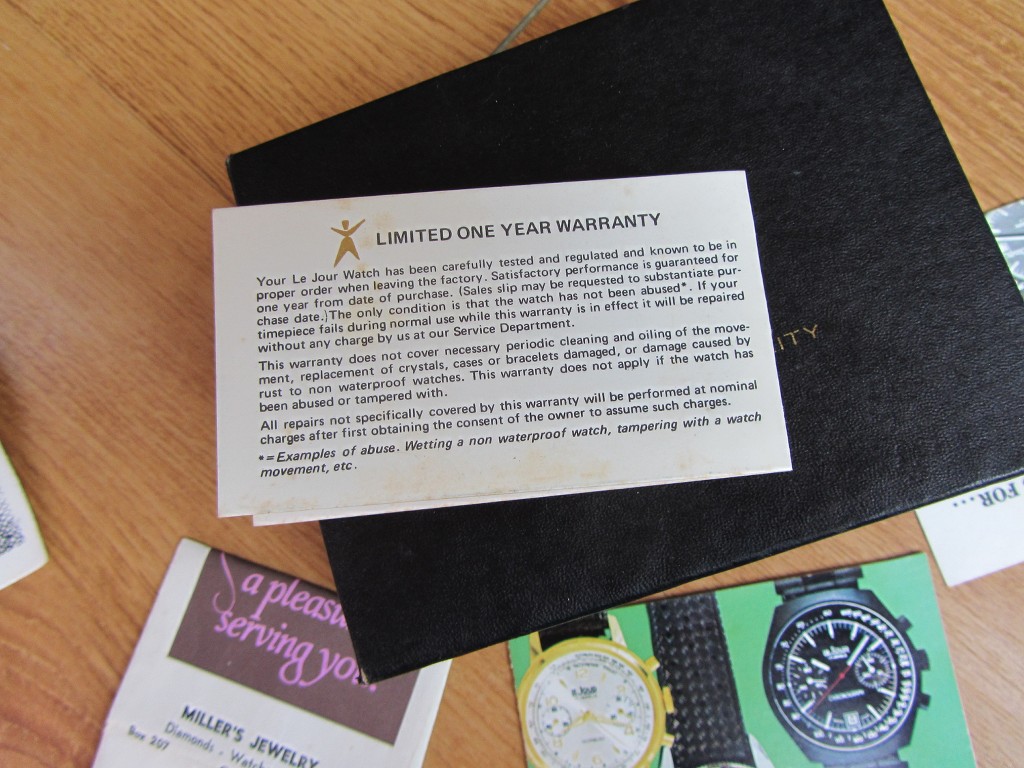 LIMITED ONE YEAR WARRANTY
Your Le Jour Watch has been carefully tested and regulated and known to be in
proper order when leaving the factory. Satisfactory performance is guaranteed for
one year from date of purchase. (Sales slip may be requested to substantiate pur-
chase date.)The only condition is that the watch has not been abused*. If your
timepiece fails during normal use while this warranty is in effect it will be repaired
without any charge by us at our Service Department.
This warranty does not cover necessary periodic cleaning and oiling of the move-
ment, replacement of crystals, cases or bracelets damaged, or damage caused by
rust to non waterproof watches. This warranty does not apply if the watch has
been abused or tampered with.
All repairs not specifically covered by this warranty will be performed at nominal
charges after first obtaining the consent of the owner to assume such charges.
*=Examples of abuse. Wetting a non waterproof watch, tampering with a watch
movement, etc.
ITY
FOR...
a pleasu
serving you
MILLER'S JEWELRY
Diamonds - Watch
Box 207
LE JOUR
LE JOUR